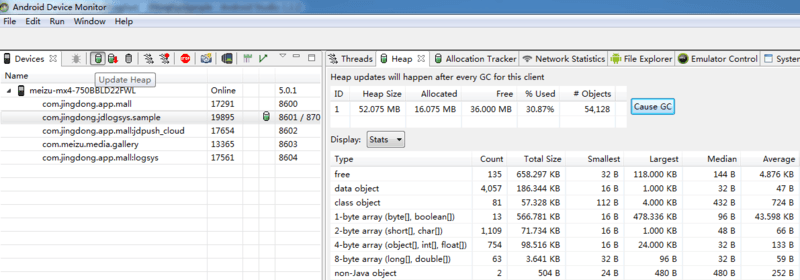 Android Device Monitor
File Edit Run Window Help
Devices
Update Heap
Name
meizu-mx4-750BBLD22FWL Online 5.0.1
com.jingdong.app.mall 17291 8600
com.jingdong.jdlogsys.sample 19895 8601 / 870
com.jingdong.app.mall:jdpush_cloud 17654 8602
com.meizu.media.gallery 13365 8603
com.jingdong.app.mall:logsys 17561 8604
Threads Heap Allocation Tracker Network Statistics File Explorer Emulator Control System
Heap updates will happen after every GC for this client
ID Heap Size Allocated Free % Used # Objects
1 52.075 MB 16.075 MB 36.000 MB 30.87% 54,128
Cause GC
Display: Stats
Type Count Total Size Smallest Largest Median Average
free 135 658.297 KB 32 B 118.000 KB 144 B 4.876 KB
data object 4,057 186.344 KB 16 B 1.000 KB 32 B 47 B
class object 81 57.328 KB 112 B 4.000 KB 432 B 724 B
1-byte array (byte[], boolean[]) 13 566.781 KB 16 B 478.336 KB 96 B 43.598 KB
2-byte array (short[], char[]) 1,109 71.734 KB 16 B 1.000 KB 48 B 66 B
4-byte array (object[], int[], float[]) 754 98.516 KB 16 B 24.000 KB 32 B 133 B
8-byte array (long[], double[]) 63 3.641 KB 32 B 96 B 32 B 59 B
non-Java object 2 504 B 24 B 480 B 480 B 252 B